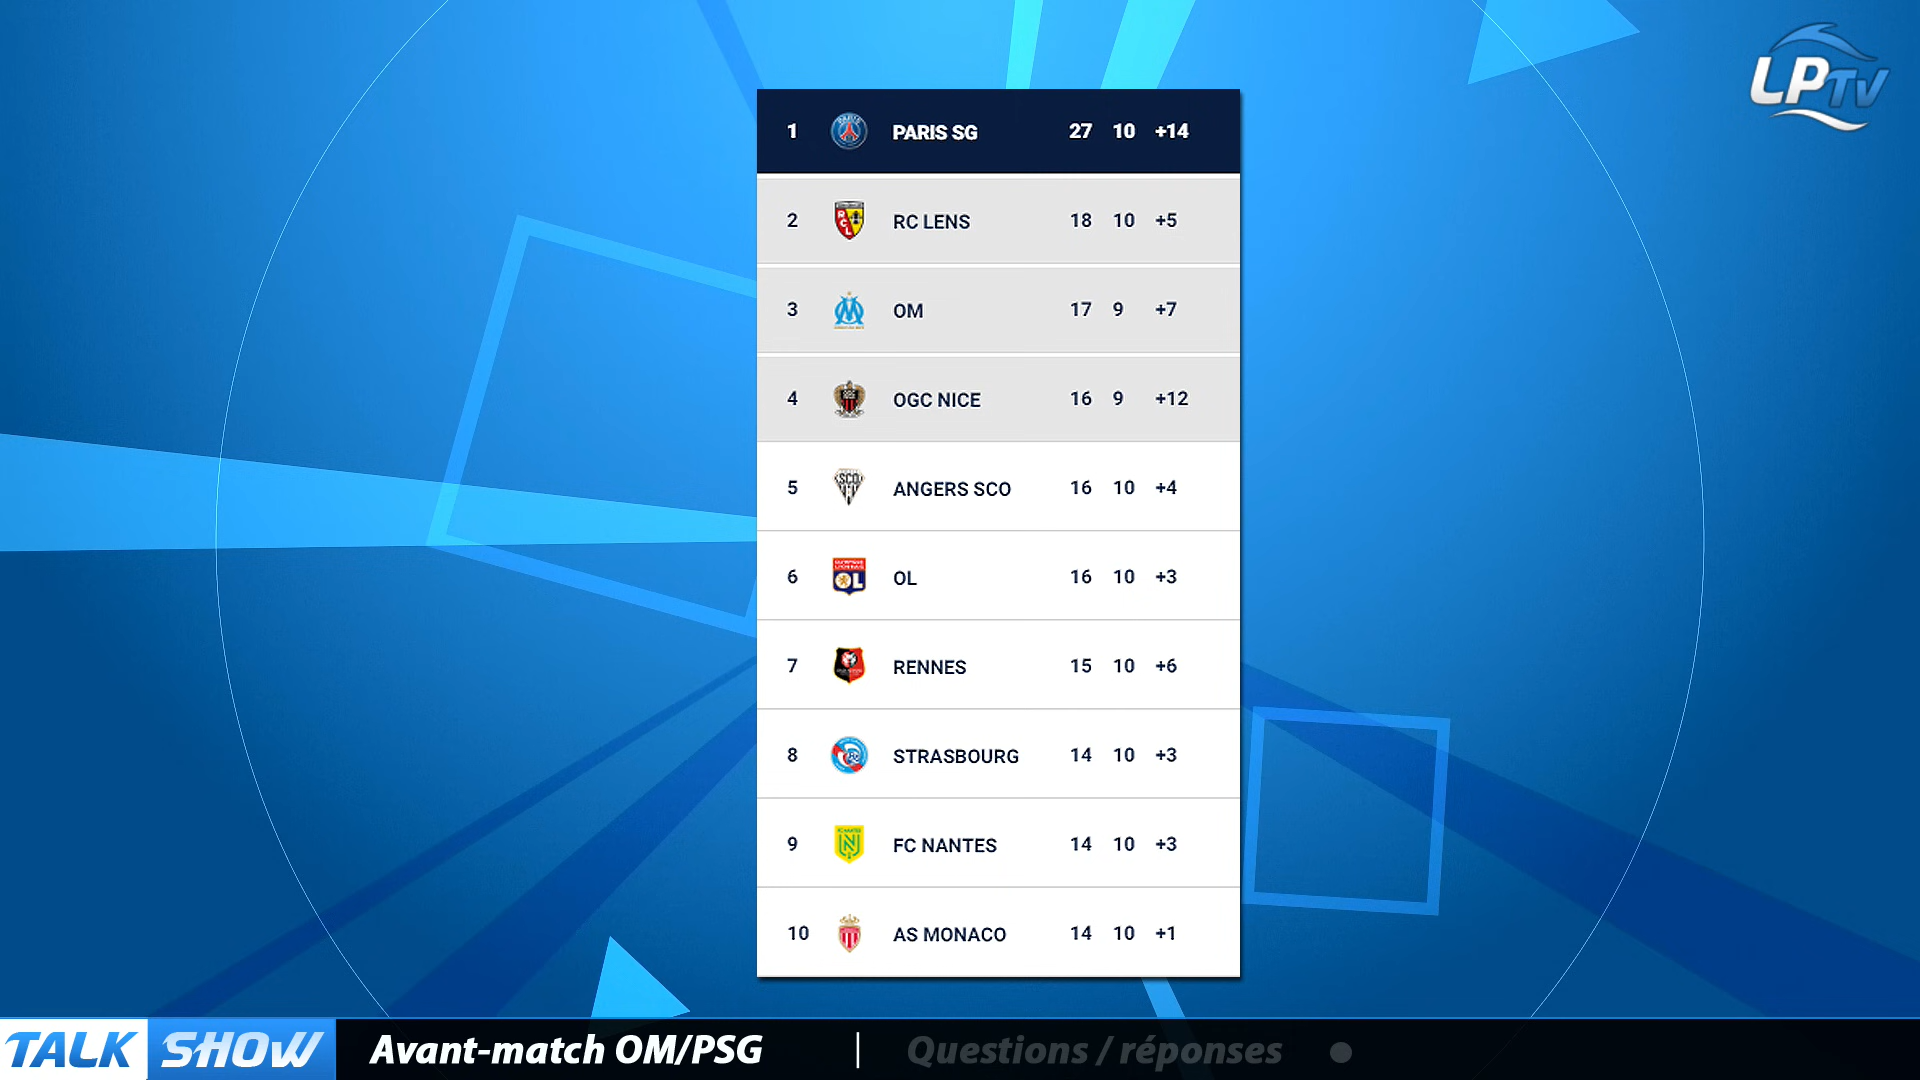 LPTV
1 PARIS SG 27 10 +14
2 RC LENS 18 10 +5
3 OM 17 9 +7
4 OGC NICE 16 9 +12
5 ANGERS SCO 16 10 +4
6 OL 16 10 +3
7 RENNES 15 10 +6
8 STRASBOURG 14 10 +3
9 FC NANTES 14 10 +3
10 AS MONACO 14 10 +1
TALK SHOW Avant-match OM/PSG | Questions / réponses